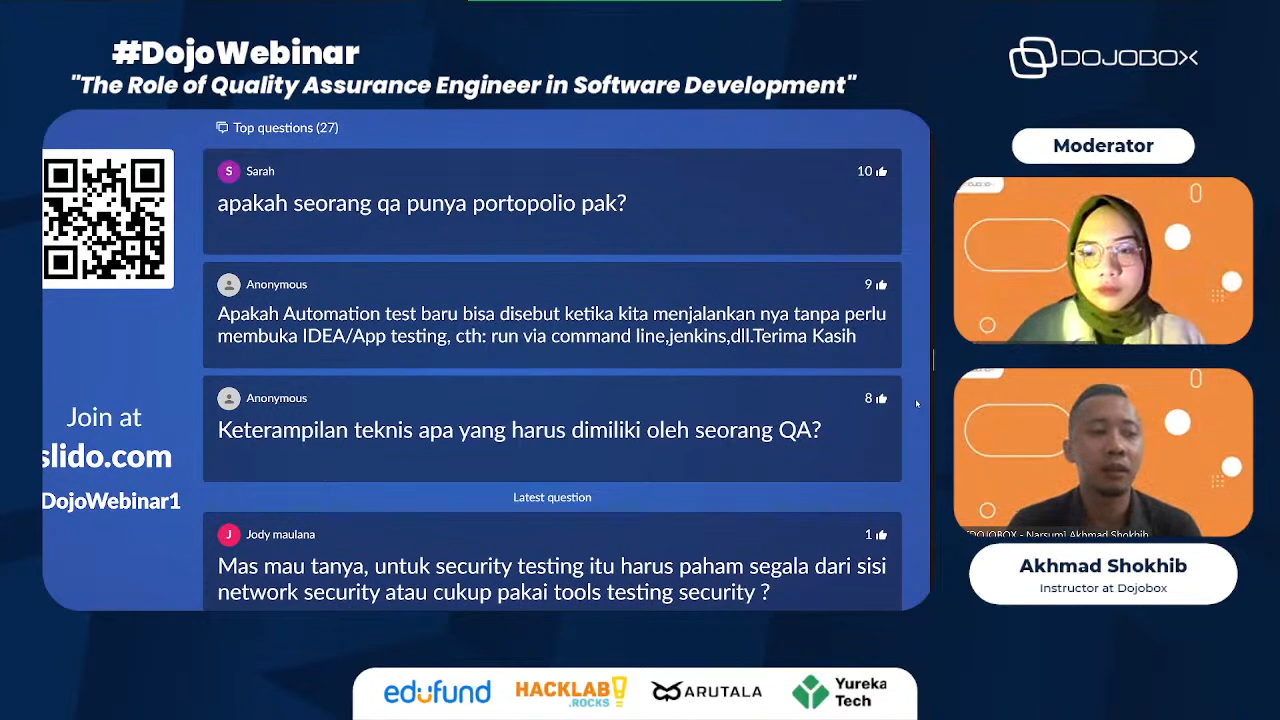 #DojoWebinar
"The Role of Quality Assurance Engineer in Software Development"
DOJOBOX
Top questions (27)
S Sarah
10
apakah seorang qa punya portopolio pak?
Anonymous
9
Apakah Automation test baru bisa disebut ketika kita menjalankan nya tanpa perlu
membuka IDEA/App testing, cth: run via command line,jenkins,dll.Terima Kasih
Anonymous
8
Keterampilan teknis apa yang harus dimiliki oleh seorang QA?
Latest question
J Jody maulana
1
Mas mau tanya, untuk security testing itu harus paham segala dari sisi
network security atau cukup pakai tools testing security ?
Join at
slido.com
DojoWebinar1
Moderator
[DOJOBOX - Narsum] Akhmad Shokhib
Akhmad Shokhib
Instructor at Dojobox
edufund
HACKLAB!
.ROCKS
ARUTALA
Yureka
Tech